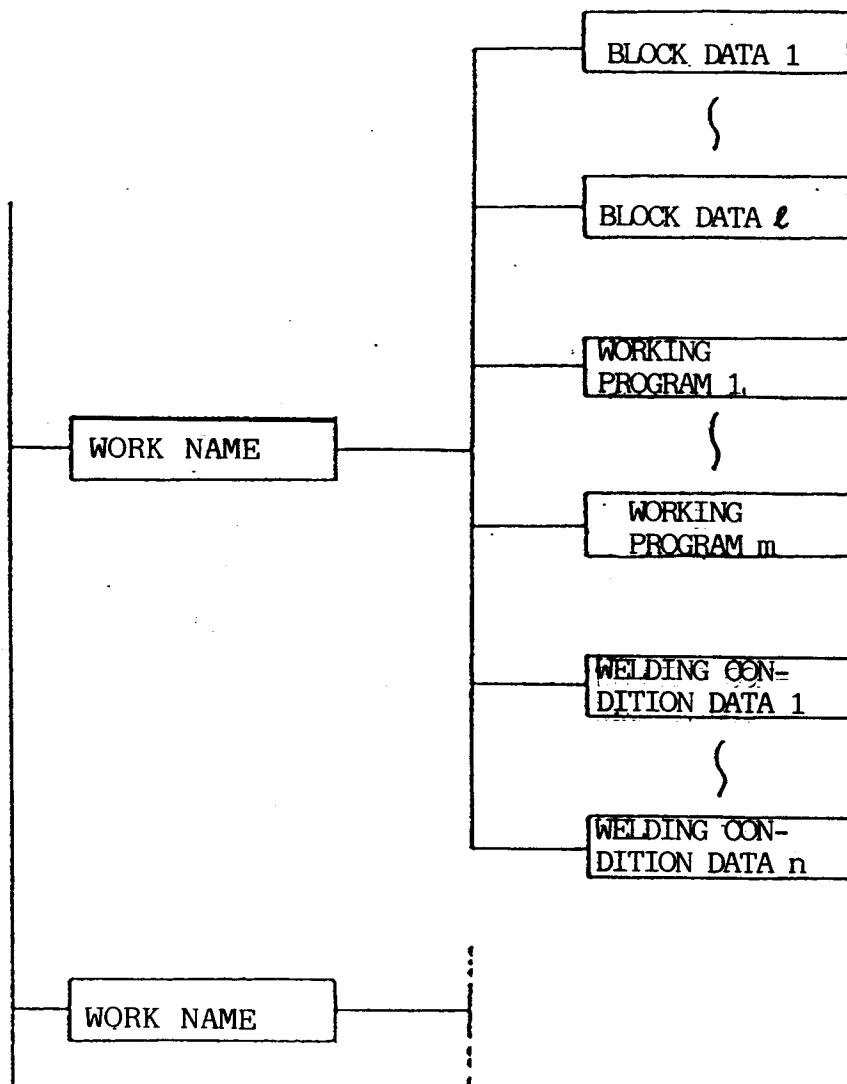 BLOCK DATA 1
BLOCK DATA ℓ
WORKING
PROGRAM 1
WORK NAME
WORKING
PROGRAM m
WELDING CON-
DITION DATA 1
WELDING CON-
DITION DATA n
WORK NAME